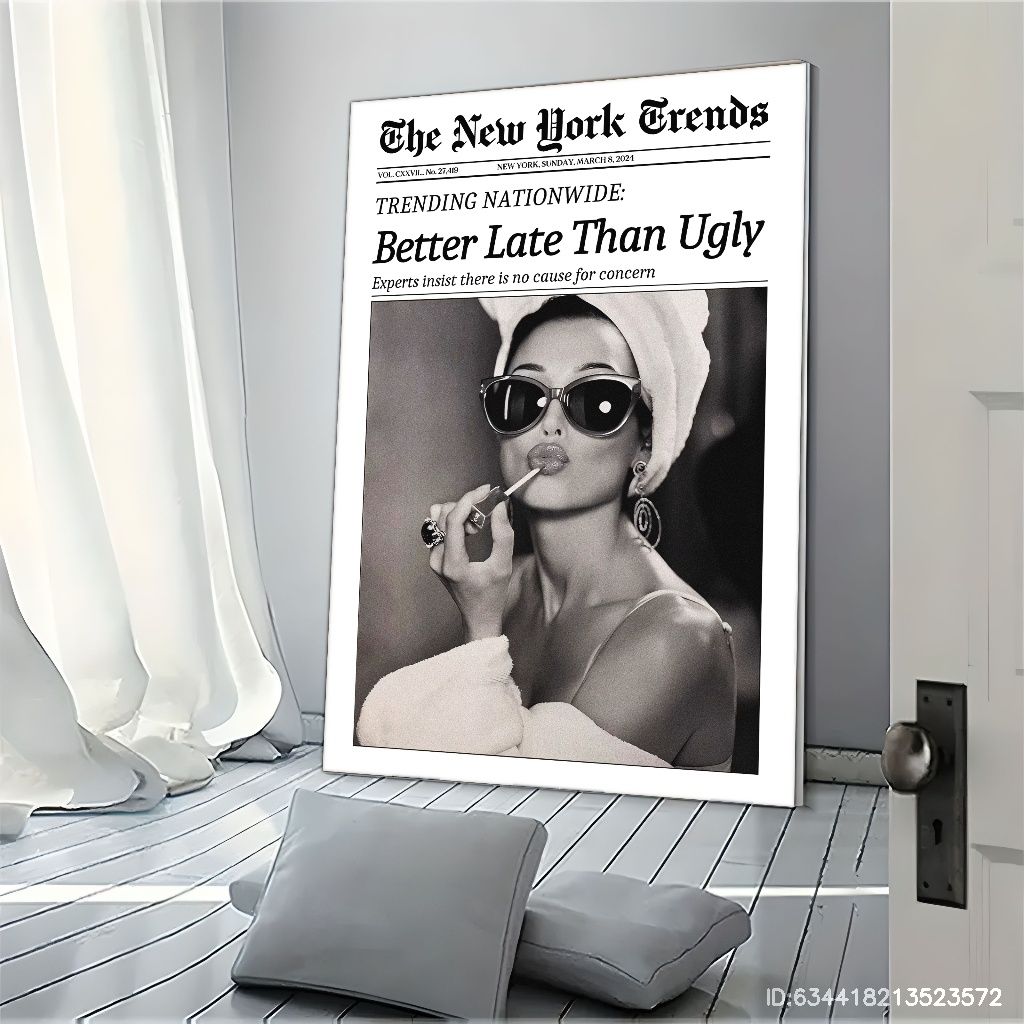 The New York Trends
VOL. CXXVII... No. 27,419 NEW YORK, SUNDAY, MARCH 8, 2024
TRENDING NATIONWIDE:
Better Late Than Ugly
Experts insist there is no cause for concern
ID:634418213523572